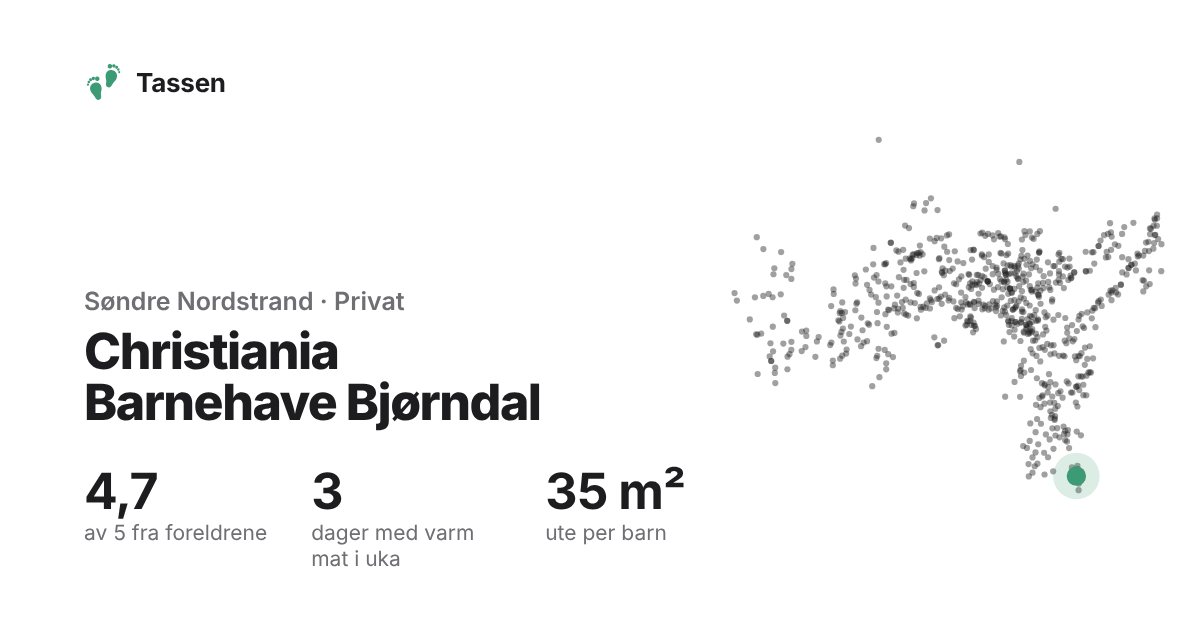 Tassen
Søndre Nordstrand · Privat
Christiania
Barnehave Bjørndal
4,7
av 5 fra foreldrene
3
dager med varm
mat i uka
35 m²
ute per barn